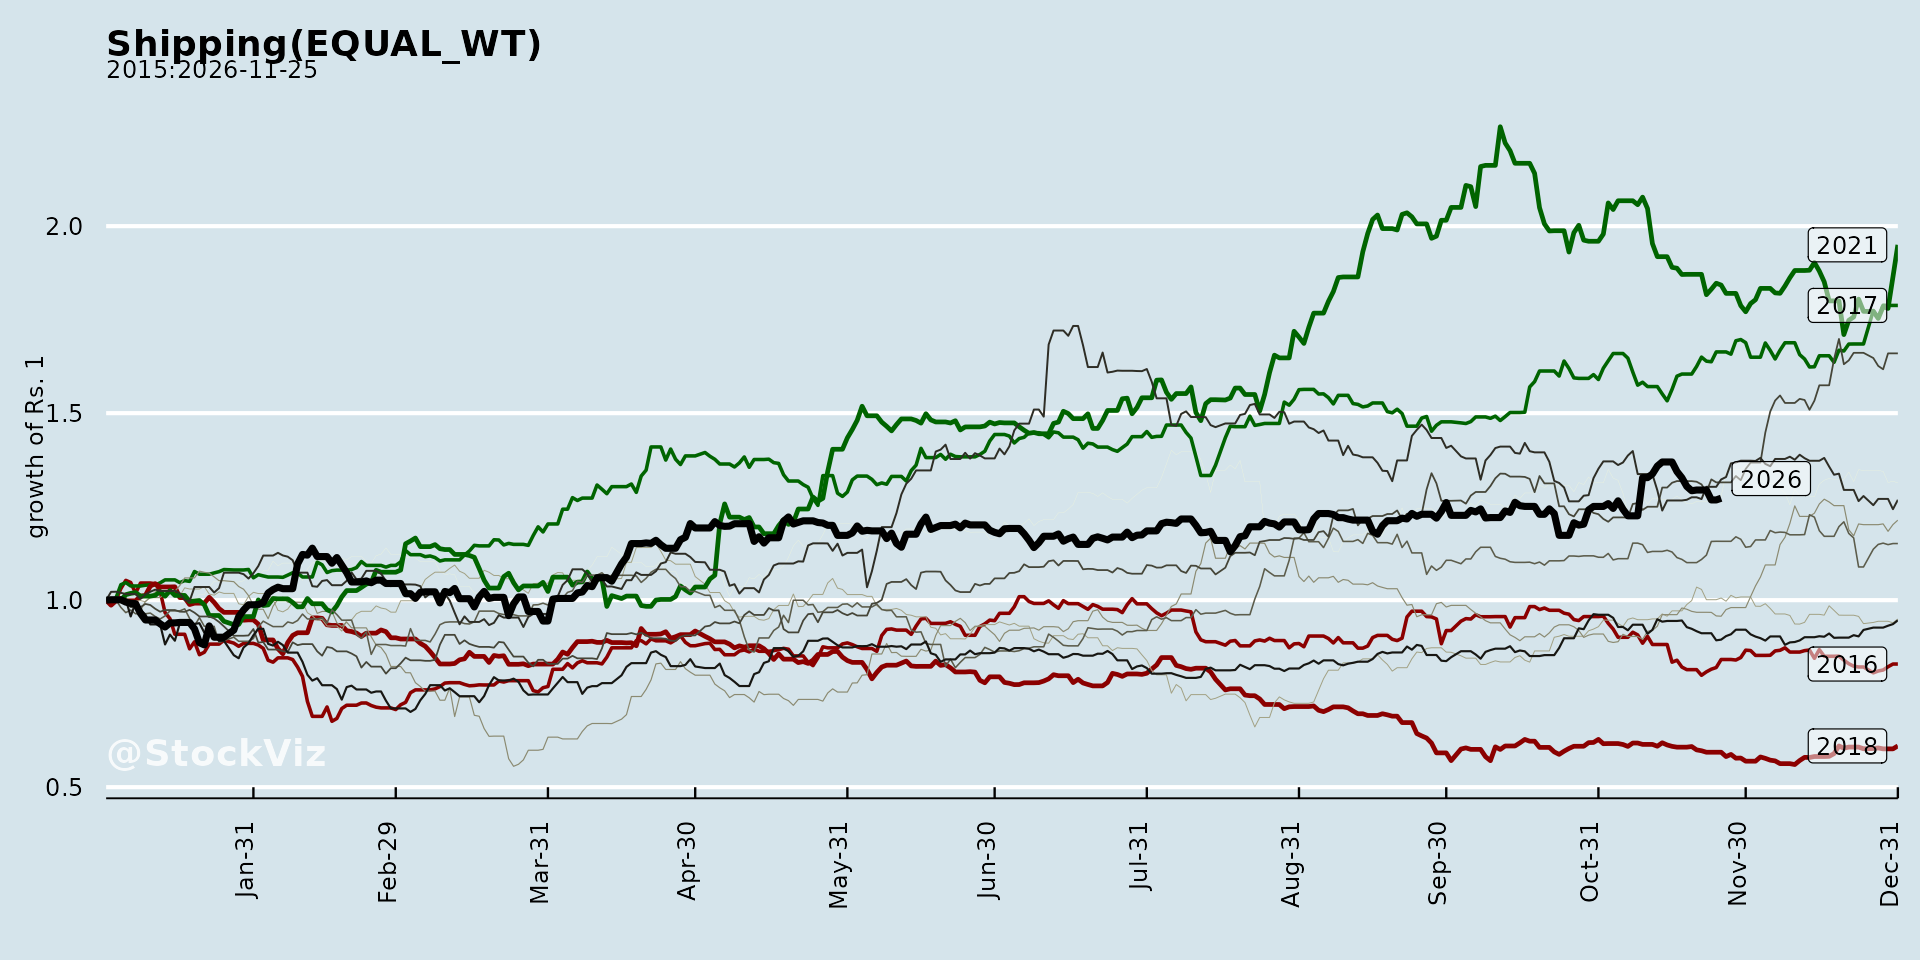 Shipping(EQUAL_WT)
2015:2026-11-25
growth of Rs. 1
2.0
1.5
1.0
0.5
2021
2017
2026
2016
2018
@StockViz
Jan-31
Feb-29
Mar-31
Apr-30
May-31
Jun-30
Jul-31
Aug-31
Sep-30
Oct-31
Nov-30
Dec-31